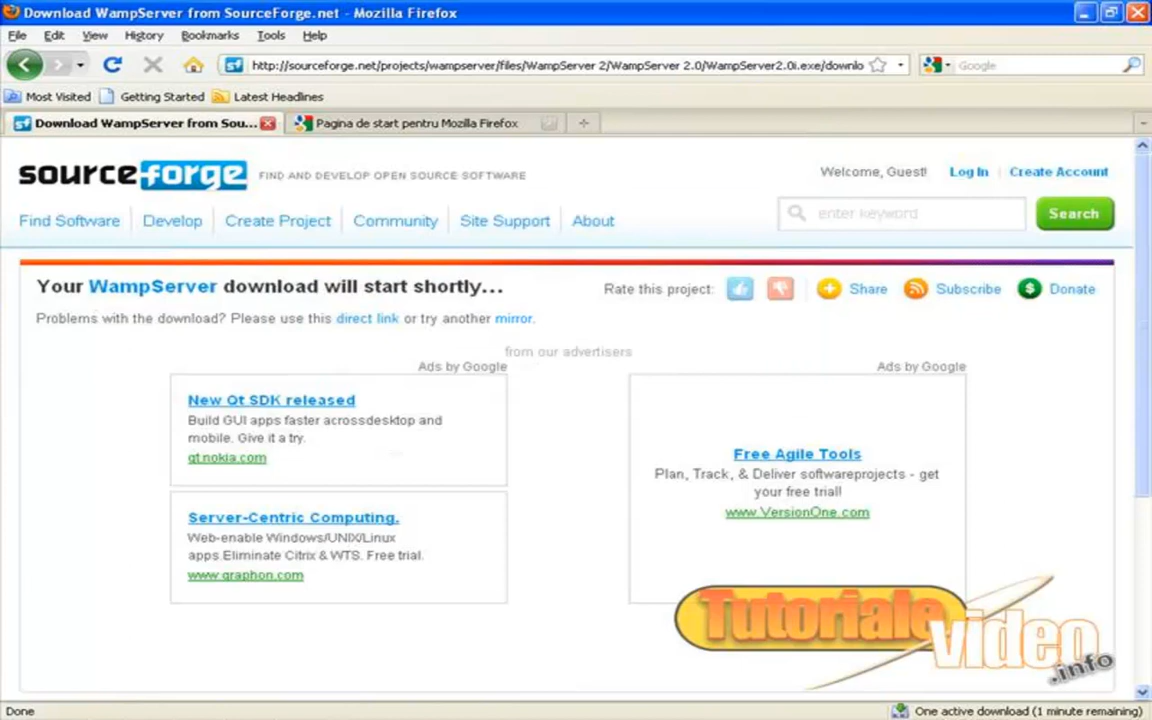 Download WampServer from SourceForge.net - Mozilla Firefox
File Edit View History Bookmarks Tools Help
http://sourceforge.net/projects/wampserver/files/WampServer 2/WampServer 2.0/WampServer2.0i.exe/downlo
Google
Most Visited Getting Started Latest Headlines
Download WampServer from Sou... Pagina de start pentru Mozilla Firefox
sourceforge FIND AND DEVELOP OPEN SOURCE SOFTWARE
Welcome, Guest! Log In Create Account
Find Software Develop Create Project Community Site Support About
enter keyword Search
Your WampServer download will start shortly...
Rate this project: Share Subscribe Donate
Problems with the download? Please use this direct link or try another mirror.
from our advertisers
Ads by Google
New Qt SDK released
Build GUI apps faster acrossdesktop and
mobile. Give it a try.
qt.nokia.com
Server-Centric Computing.
Web-enable Windows/UNIX/Linux
apps.Eliminate Citrix & WTS. Free trial.
www.graphon.com
Ads by Google
Free Agile Tools
Plan, Track, & Deliver softwareprojects - get
your free trial!
www.VersionOne.com
Tutoriale
video
.info
Done
One active download (1 minute remaining)